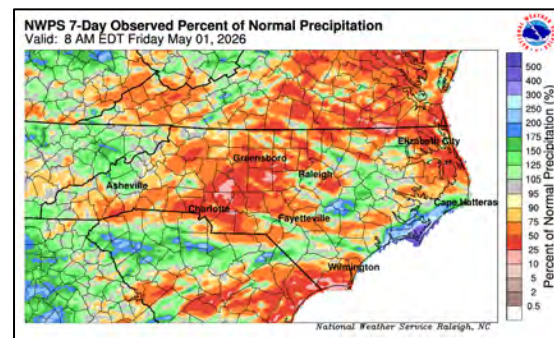 NWPS 7-Day Observed Percent of Normal Precipitation
Valid: 8 AM EDT Friday May 01, 2026
Elizabeth City
Greensboro
Raleigh
Asheville
Cape Hatteras
Charlotte
Fayetteville
Wilmington
National Weather Service Raleigh, NC
500
400
300
250
200
175
150
125
105
95
90
75
50
25
10
5
2
0.5
Percent of Normal Precipitation (%)